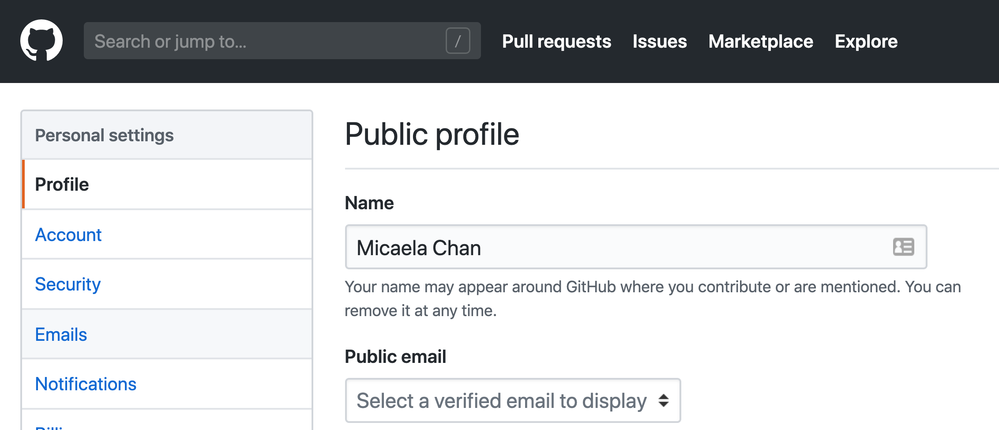 Search or jump to... /
Pull requests Issues Marketplace Explore
Personal settings
Profile
Account
Security
Emails
Notifications
Public profile
Name
Micaela Chan
Your name may appear around GitHub where you contribute or are mentioned. You can
remove it at any time.
Public email
Select a verified email to display